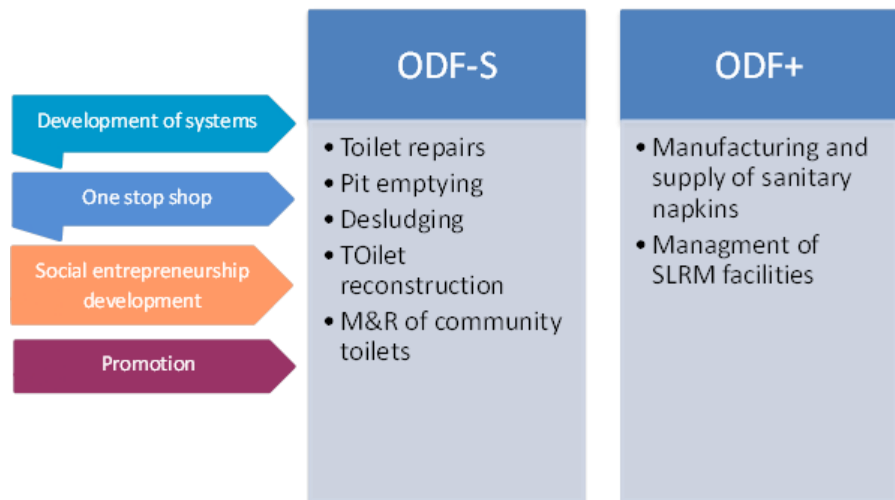 Development of systems
One stop shop
Social entrepreneurship
development
Promotion
ODF-S
• Toilet repairs
• Pit emptying
• Desludging
• TOilet
reconstruction
• M&R of community
toilets
ODF+
• Manufacturing and
supply of sanitary
napkins
• Managment of
SLRM facilities